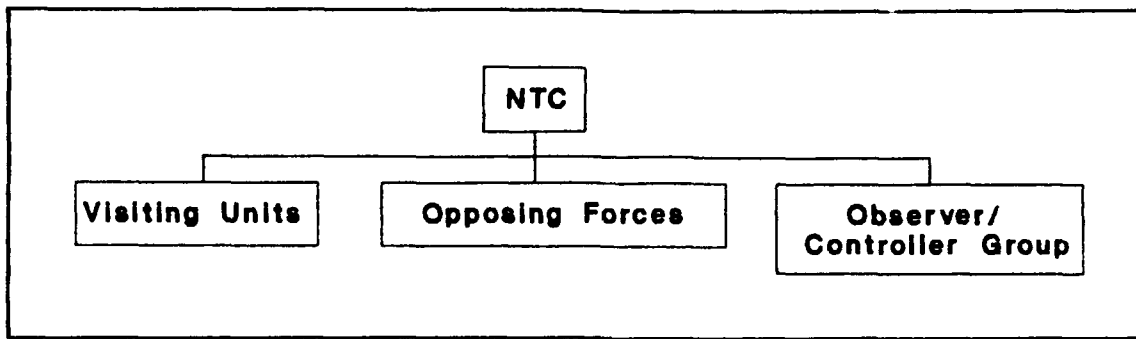 NTC
Visiting Units
Opposing Forces
Observer/
Controller Group